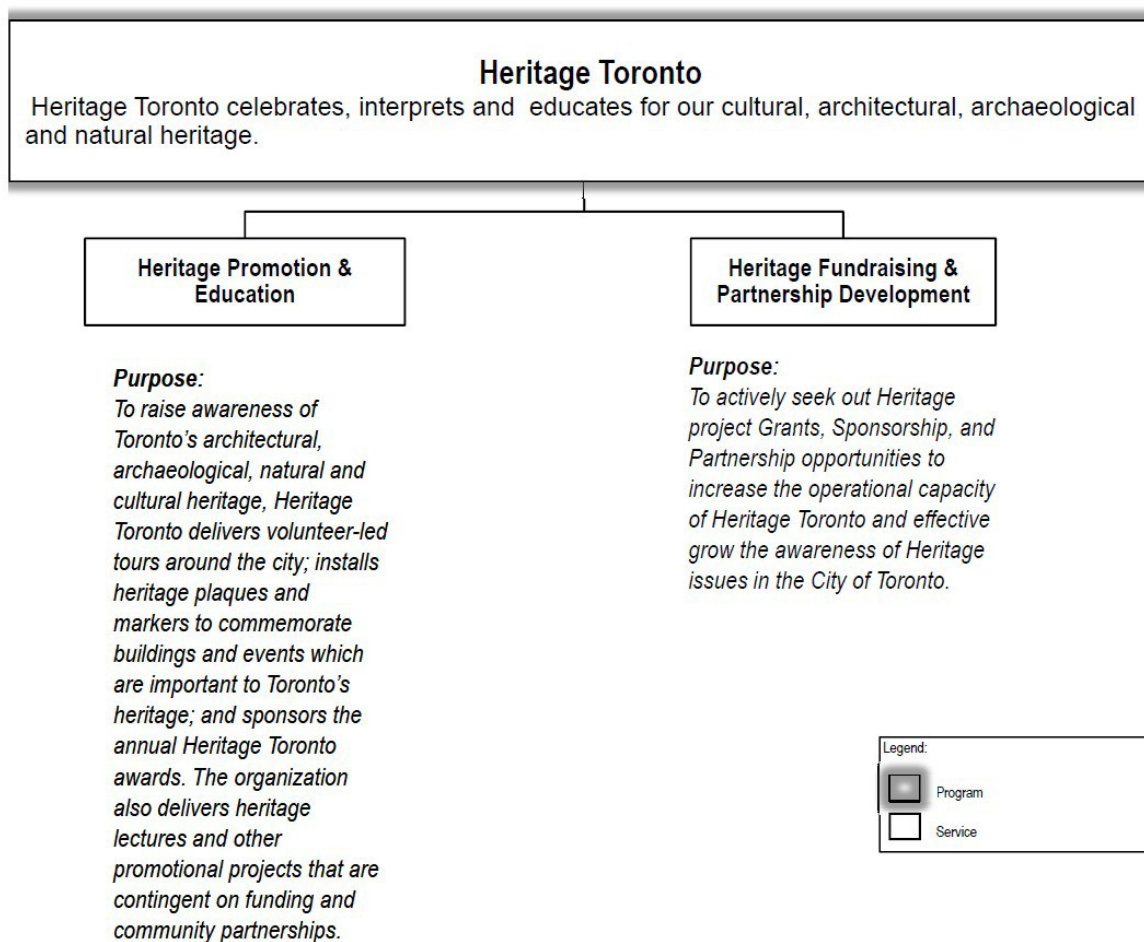 Heritage Toronto
Heritage Toronto celebrates, interprets and educates for our cultural, architectural, archaeological
and natural heritage.
Heritage Promotion &
Education
Heritage Fundraising &
Partnership Development
Purpose:
To raise awareness of
Toronto's architectural,
archaeological, natural and
cultural heritage, Heritage
Toronto delivers volunteer-led
tours around the city; installs
heritage plaques and
markers to commemorate
buildings and events which
are important to Toronto's
heritage; and sponsors the
annual Heritage Toronto
awards. The organization
also delivers heritage
lectures and other
promotional projects that are
contingent on funding and
community partnerships.
Purpose:
To actively seek out Heritage
project Grants, Sponsorship, and
Partnership opportunities to
increase the operational capacity
of Heritage Toronto and effective
grow the awareness of Heritage
issues in the City of Toronto.
Legend:
Program
Service